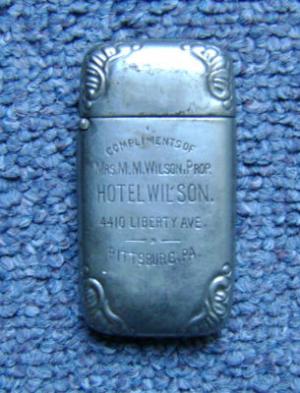 COMPLIMENTS OF
MRS. M. M. WILSON, PROP.
HOTEL WILSON.
4410 LIBERTY AVE.
PITTSBURG, PA.